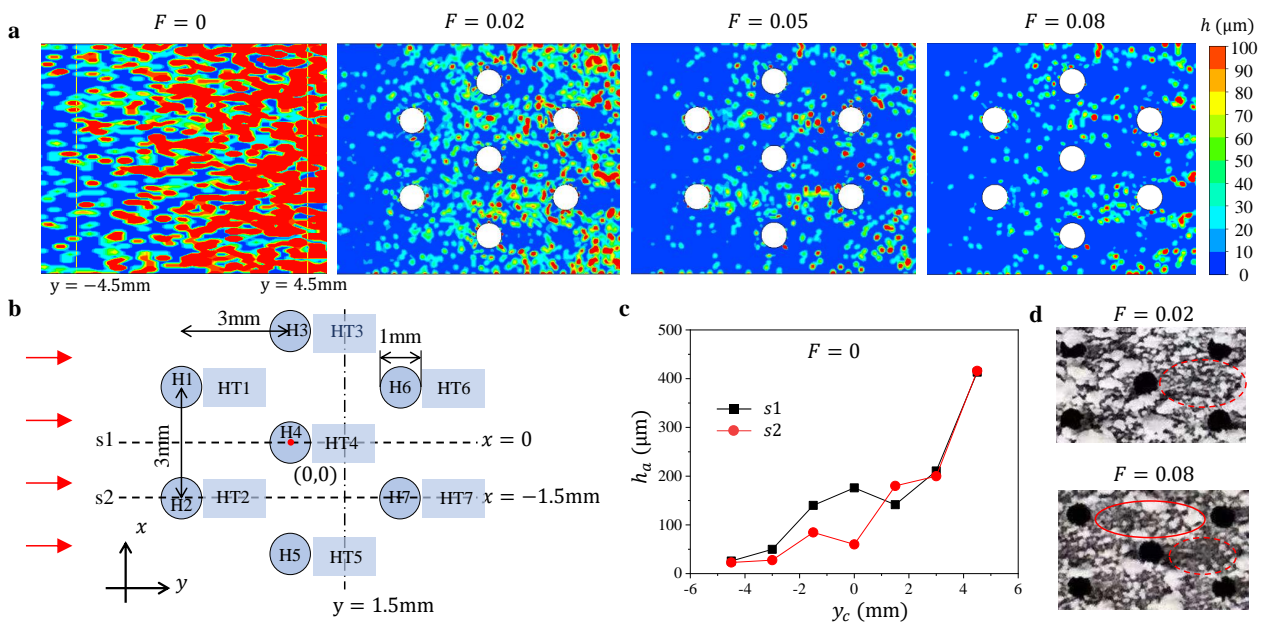 a
F = 0
F = 0.02
F = 0.05
F = 0.08
h (μm)
100
90
80
70
60
50
40
30
20
10
0
y = −4.5mm
y = 4.5mm
b
3mm
H3
HT3
1mm
H1
HT1
H6
HT6
3mm
s1
H4
HT4
x = 0
(0,0)
s2
H2
HT2
H7
HT7
x = −1.5mm
x
y
H5
HT5
y = 1.5mm
c
F = 0
s1
s2
500
400
300
200
100
0
-6
-4
-2
0
2
4
6
hₐ (μm)
y_c (mm)
d
F = 0.02
F = 0.08